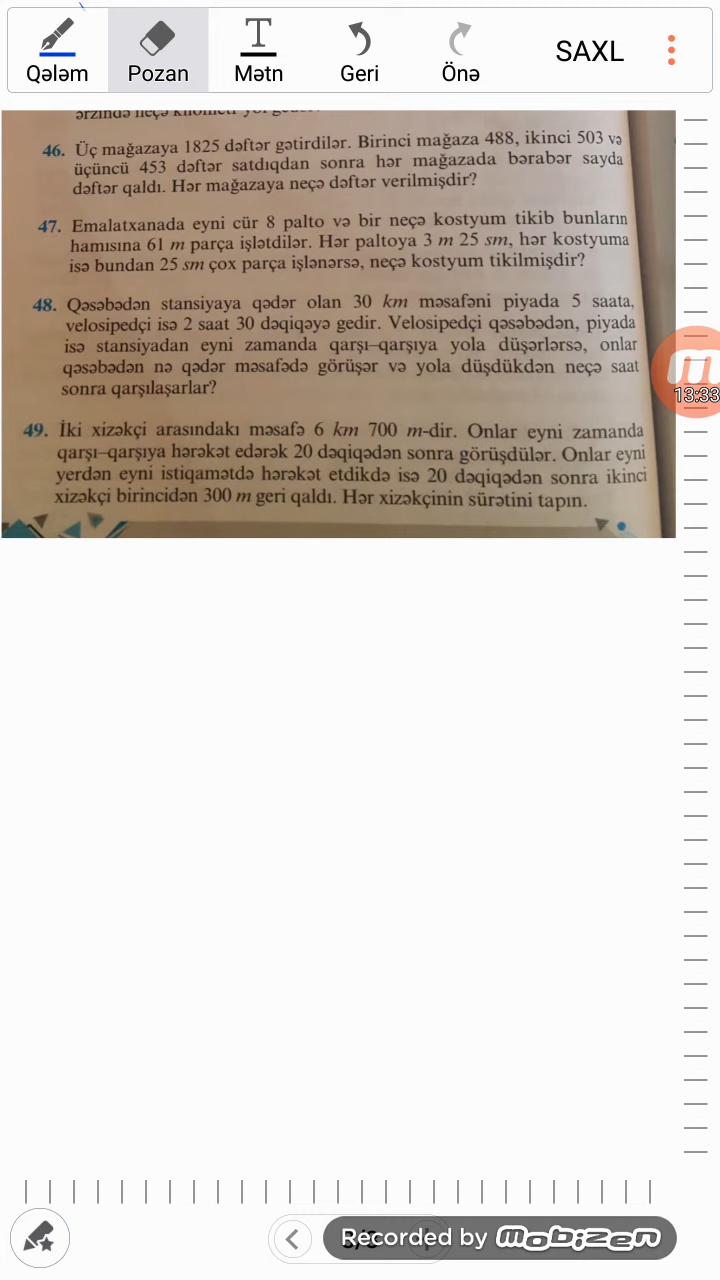 Qələm
Pozan
Mətn
Geri
Önə
SAXL
46. Üç mağazaya 1825 dəftər gətirdilər. Birinci mağaza 488, ikinci 503 və
üçüncü 453 dəftər satdıqdan sonra hər mağazada bərabər sayda
dəftər qaldı. Hər mağazaya neçə dəftər verilmişdir?
47. Emalatxanada eyni cür 8 palto və bir neçə kostyum tikib bunların
hamısına 61 m parça işlətdilər. Hər paltoya 3 m 25 sm, hər kostyuma
isə bundan 25 sm çox parça işlənərsə, neçə kostyum tikilmişdir?
48. Qəsəbədən stansiyaya qədər olan 30 km məsafəni piyada 5 saata,
velosipedçi isə 2 saat 30 dəqiqəyə gedir. Velosipedçi qəsəbədən, piyada
isə stansiyadan eyni zamanda qarşı–qarşıya yola düşərlərsə, onlar
qəsəbədən nə qədər məsafədə görüşər və yola düşdükdən neçə saat
sonra qarşılaşarlar?
13:33
49. İki xizəkçi arasındakı məsafə 6 km 700 m-dir. Onlar eyni zamanda
qarşı–qarşıya hərəkət edərək 20 dəqiqədən sonra görüşdülər. Onlar eyni
yerdən eyni istiqamətdə hərəkət etdikdə isə 20 dəqiqədən sonra ikinci
xizəkçi birincidən 300 m geri qaldı. Hər xizəkçinin sürətini tapın.
Recorded by mobizen